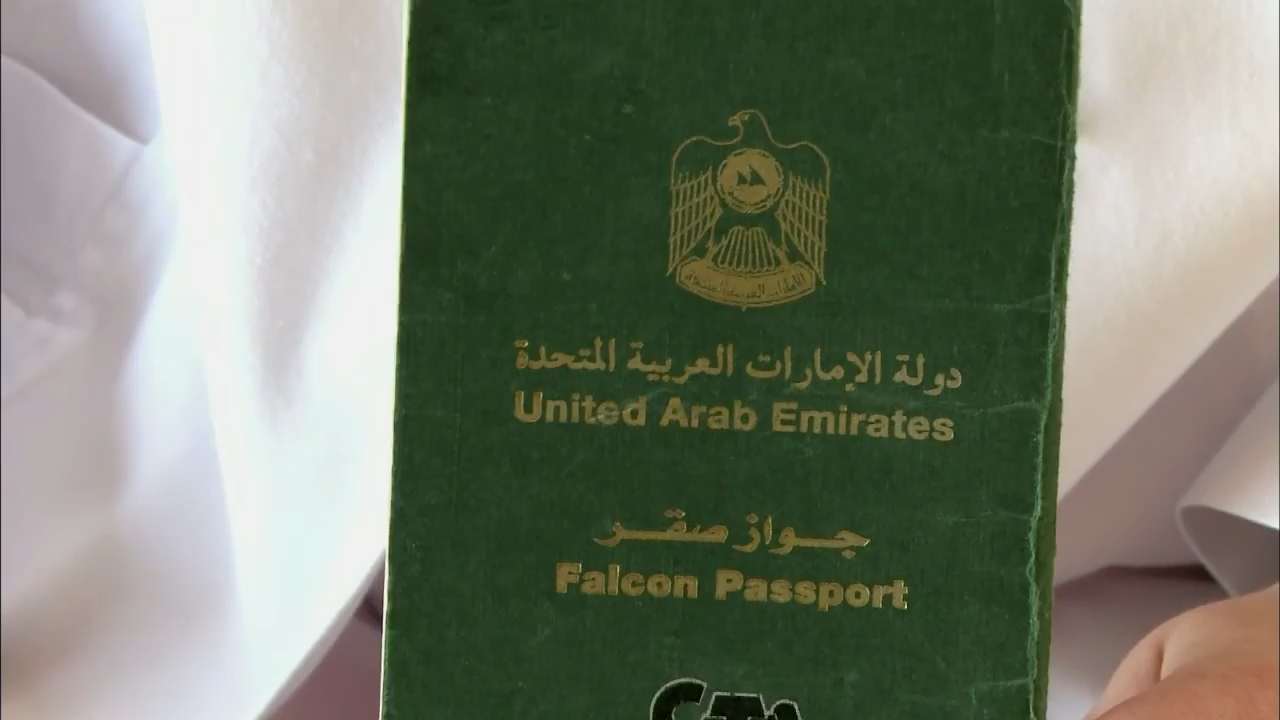 دولة الإمارات العربية المتحدة
United Arab Emirates
جواز صقر
Falcon Passport